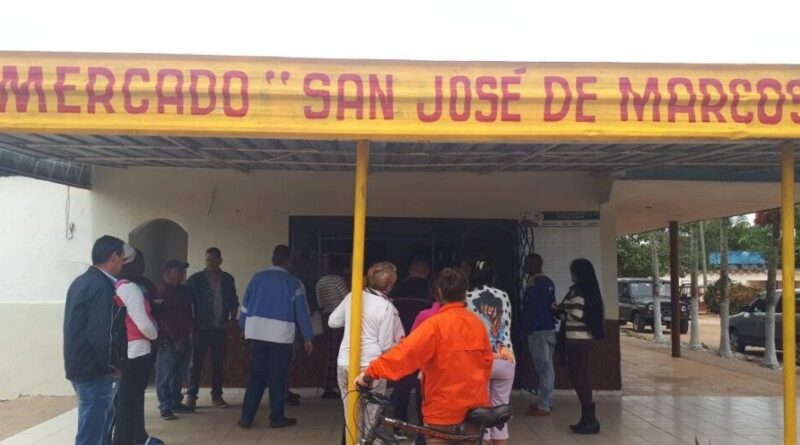 MERCADO " SAN JOSÉ DE MARCOS